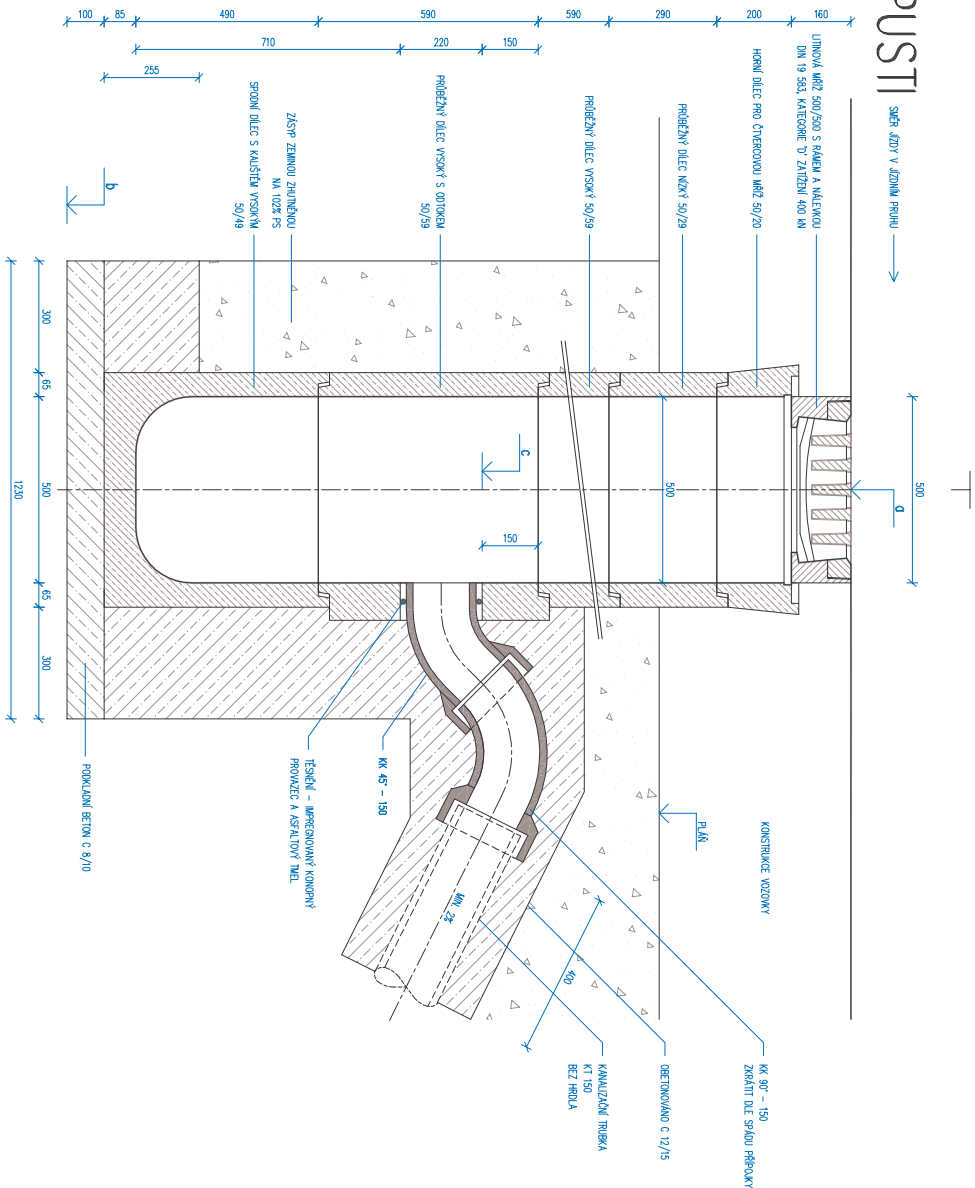 PUSTI
SMĚR JÍZDY V JÍZDNÍM PRUHU
LITINOVÁ MŘÍŽ 500/500 S RÁMEM A NÁLEVKOU
DIN 19 583, KATEGORIE 'D' ZATÍŽENÍ 400 kN
HORNÍ DÍLEC PRO ČTVERCOVOU MŘÍŽ 50/20
PRŮBĚŽNÝ DÍLEC NÍZKÝ 50/29
PRŮBĚŽNÝ DÍLEC VYSOKÝ 50/59
PRŮBĚŽNÝ DÍLEC VYSOKÝ S ODTOKEM
50/59
ZÁSYP ZEMINOU ZHUTNĚNOU
NA 102% PS
SPODNÍ DÍLEC S KALIŠTĚM VYSOKÝM
50/49
160
200
290
590
590
490
85
100
150
220
710
255
500
a
500
150
c
b
300
65
500
65
300
1230
KONSTRUKCE VOZOVKY
PLÁŇ
400
MIN. 2%
KK 90° - 150
ZKRÁTIT DLE SPÁDU PŘÍPOJKY
OBETONOVÁNO C 12/15
KANALIZAČNÍ TRUBKA
KT 150
BEZ HRDLA
KK 45° - 150
TĚSNĚNÍ - IMPREGNOVANÝ KONOPNÝ
PROVAZEC A ASFALTOVÝ TMEL
PODKLADNÍ BETON C 8/10